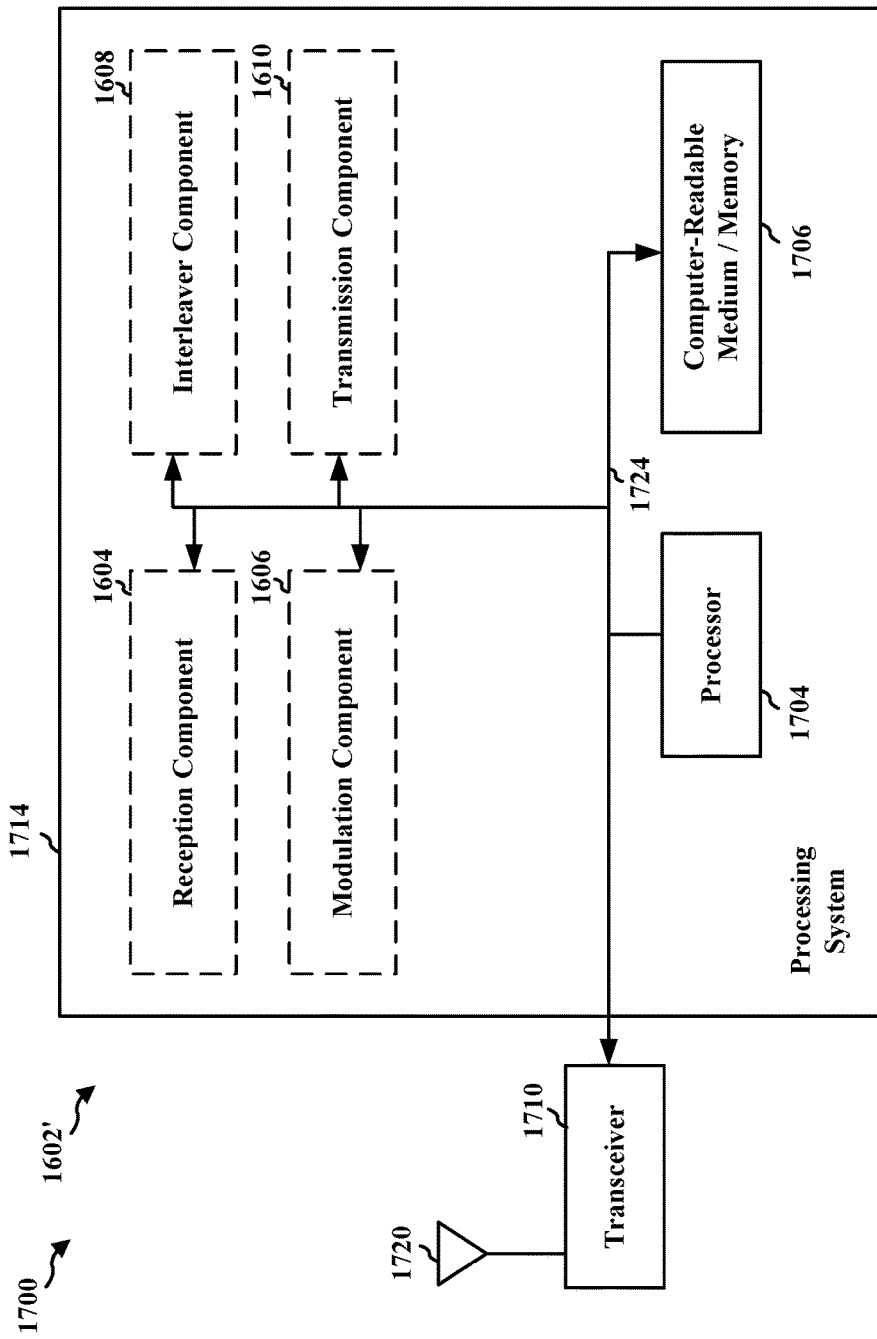 1700
1602'
1714
1604
Reception Component
1608
Interleaver Component
1606
Modulation Component
1610
Transmission Component
1720
1710
Transceiver
1724
Processor
1704
Computer-Readable
Medium / Memory
1706
Processing
System